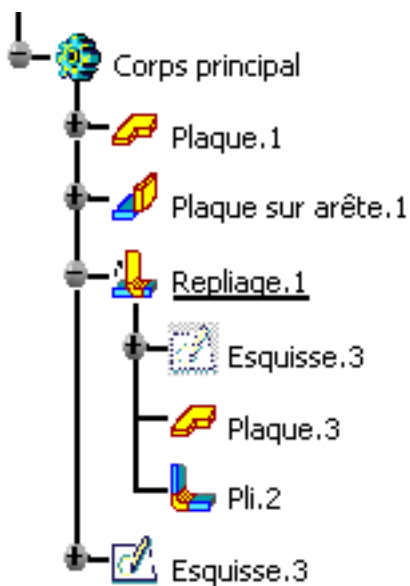 Corps principal
Plaque.1
Plaque sur arête.1
Repliage.1
Esquisse.3
Plaque.3
Pli.2
Esquisse.3